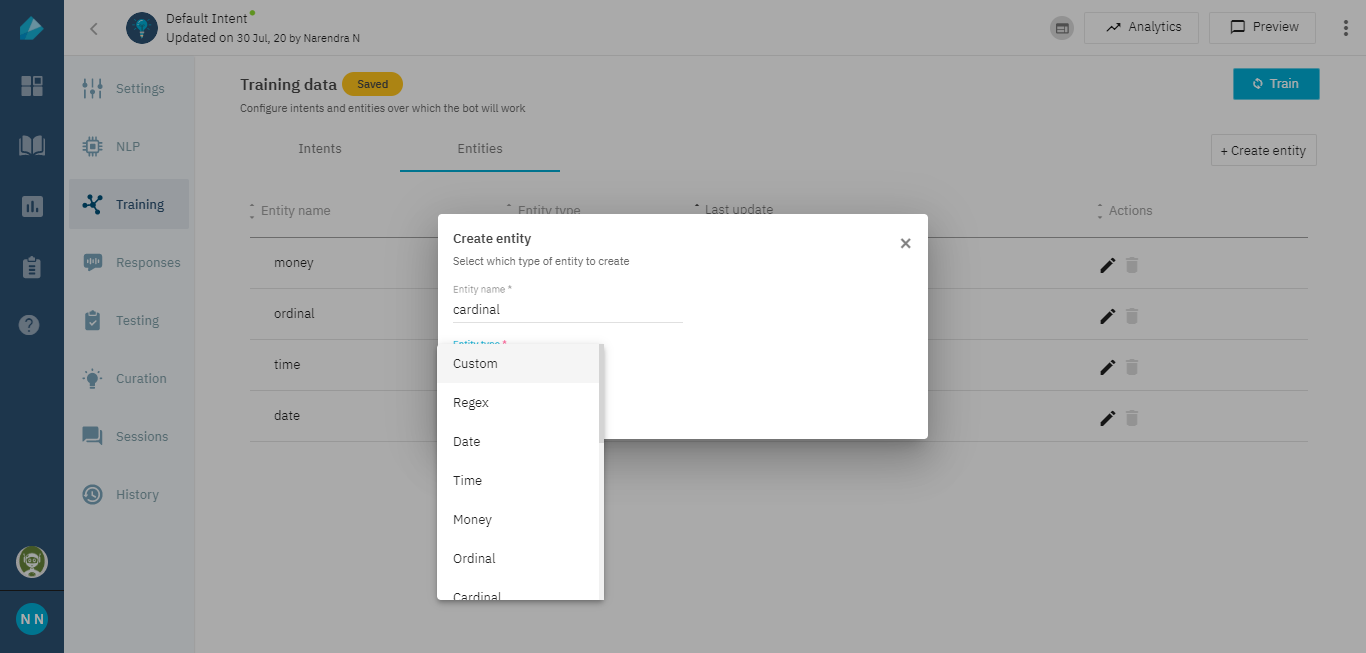 Default Intent
Updated on 30 Jul, 20 by Narendra N
Analytics
Preview
Settings
NLP
Training
Responses
Testing
Curation
Sessions
History
N N
Training data
Saved
Configure intents and entities over which the bot will work
Train
Intents
Entities
+ Create entity
Entity name
Entity type
Last update
Actions
money
ordinal
time
date
Create entity
Select which type of entity to create
Entity name *
cardinal
Entity type *
Custom
Regex
Date
Time
Money
Ordinal
Cardinal